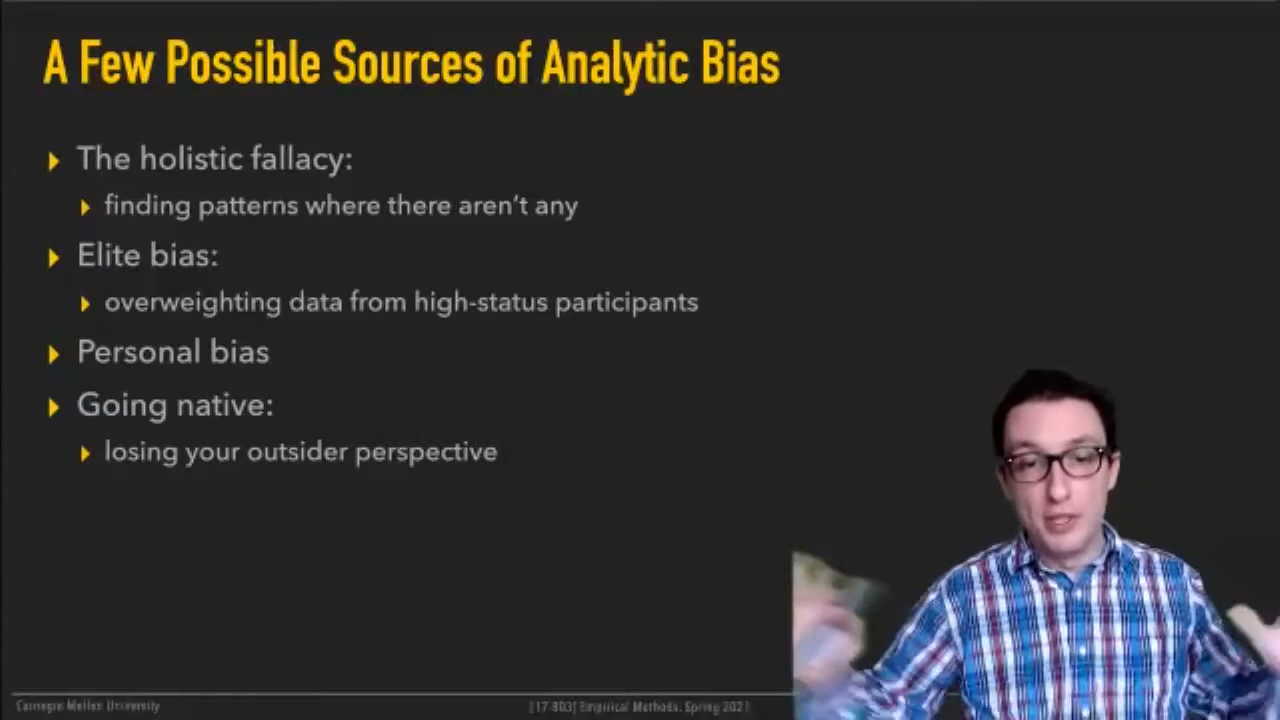 A Few Possible Sources of Analytic Bias
The holistic fallacy:
finding patterns where there aren't any
Elite bias:
overweighting data from high-status participants
Personal bias
Going native:
losing your outsider perspective
Carnegie Mellon University
[17-803] Empirical Methods, Spring 2021